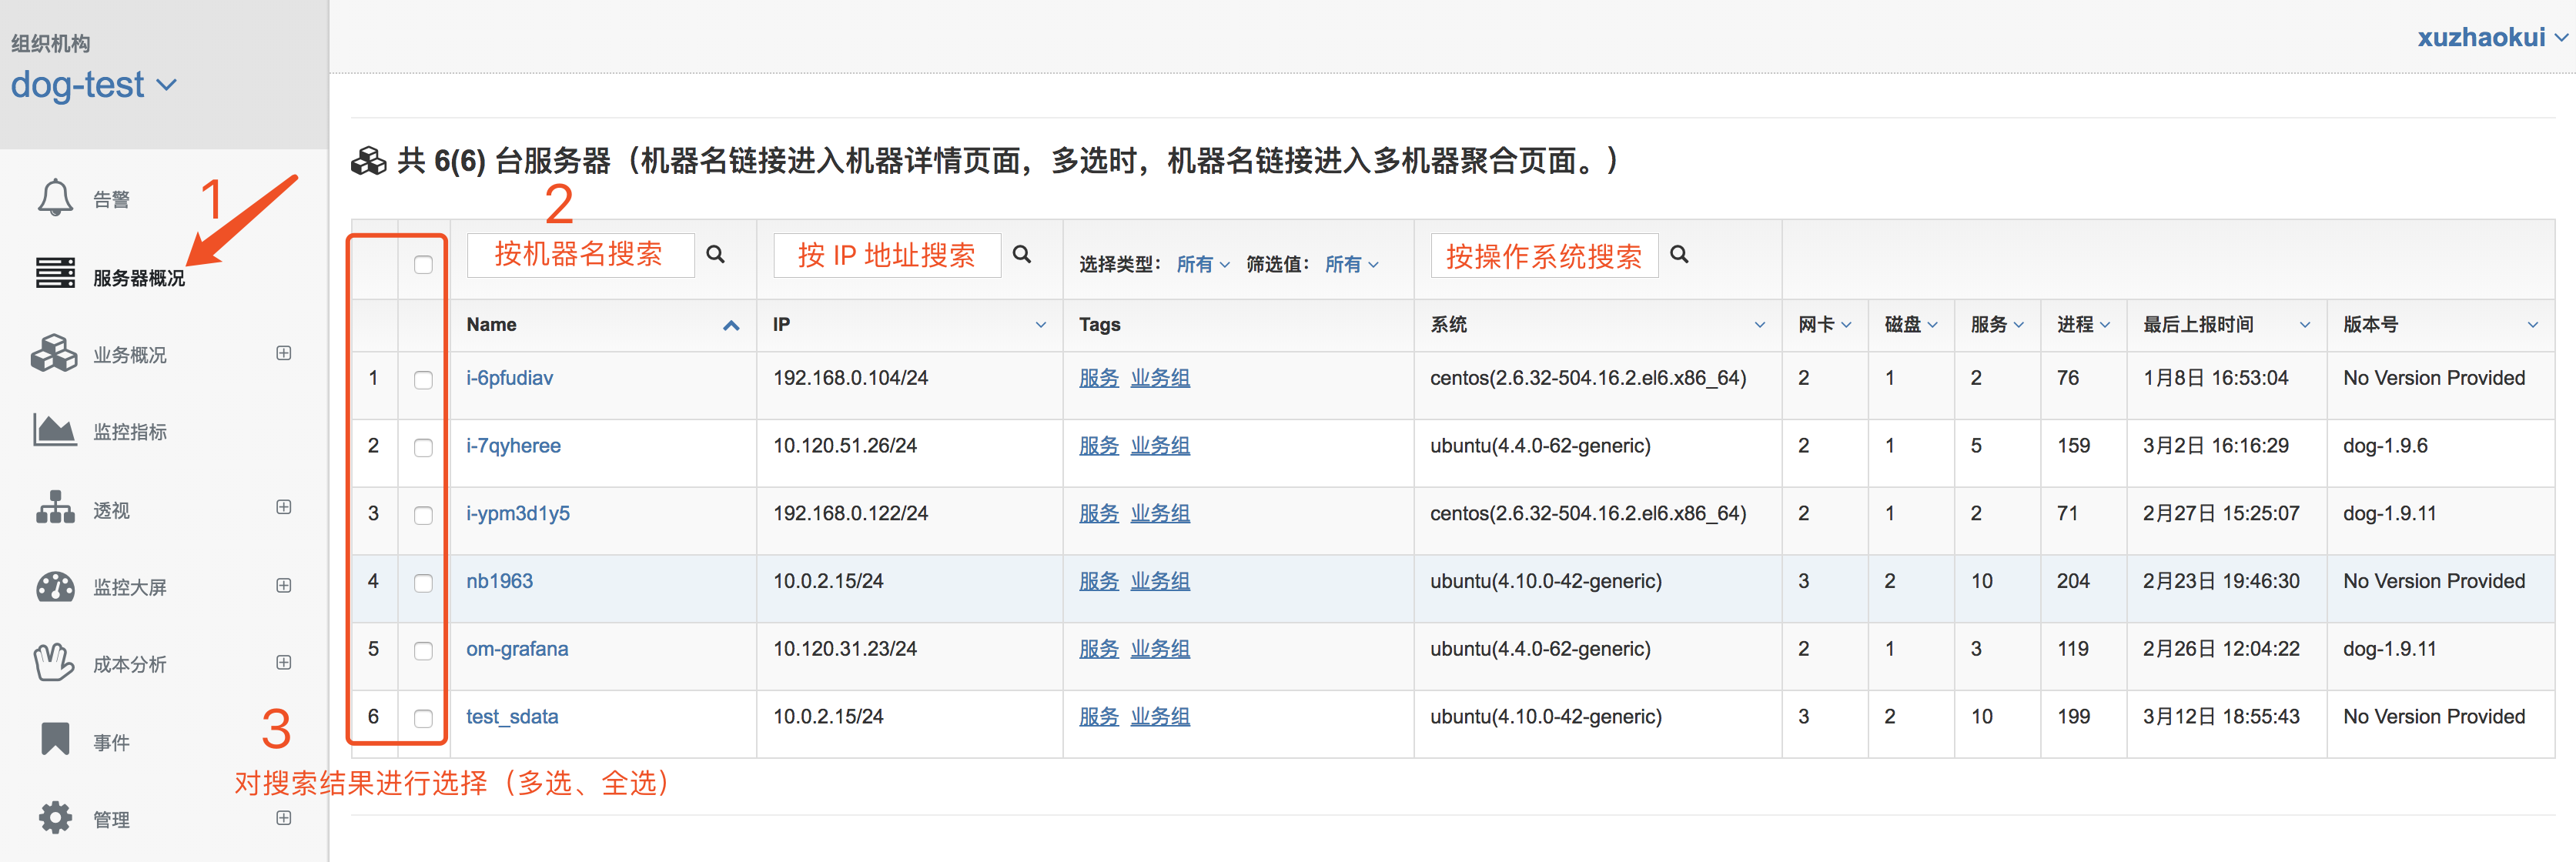 组织机构
dog-test
xuzhaokui
告警
服务器概况
业务概况
监控指标
透视
监控大屏
成本分析
事件
管理
1
共 6(6) 台服务器（机器名链接进入机器详情页面，多选时，机器名链接进入多机器聚合页面。）
2
按机器名搜索 按 IP 地址搜索 选择类型： 所有 筛选值： 所有 按操作系统搜索
Name IP Tags 系统 网卡 磁盘 服务 进程 最后上报时间 版本号
1 i-6pfudiav 192.168.0.104/24 服务 业务组 centos(2.6.32-504.16.2.el6.x86_64) 2 1 2 76 1月8日 16:53:04 No Version Provided
2 i-7qyheree 10.120.51.26/24 服务 业务组 ubuntu(4.4.0-62-generic) 2 1 5 159 3月2日 16:16:29 dog-1.9.6
3 i-ypm3d1y5 192.168.0.122/24 服务 业务组 centos(2.6.32-504.16.2.el6.x86_64) 2 1 2 71 2月27日 15:25:07 dog-1.9.11
4 nb1963 10.0.2.15/24 服务 业务组 ubuntu(4.10.0-42-generic) 3 2 10 204 2月23日 19:46:30 No Version Provided
5 om-grafana 10.120.31.23/24 服务 业务组 ubuntu(4.4.0-62-generic) 2 1 3 119 2月26日 12:04:22 dog-1.9.11
6 test_sdata 10.0.2.15/24 服务 业务组 ubuntu(4.10.0-42-generic) 3 2 10 199 3月12日 18:55:43 No Version Provided
3
对搜索结果进行选择（多选、全选）